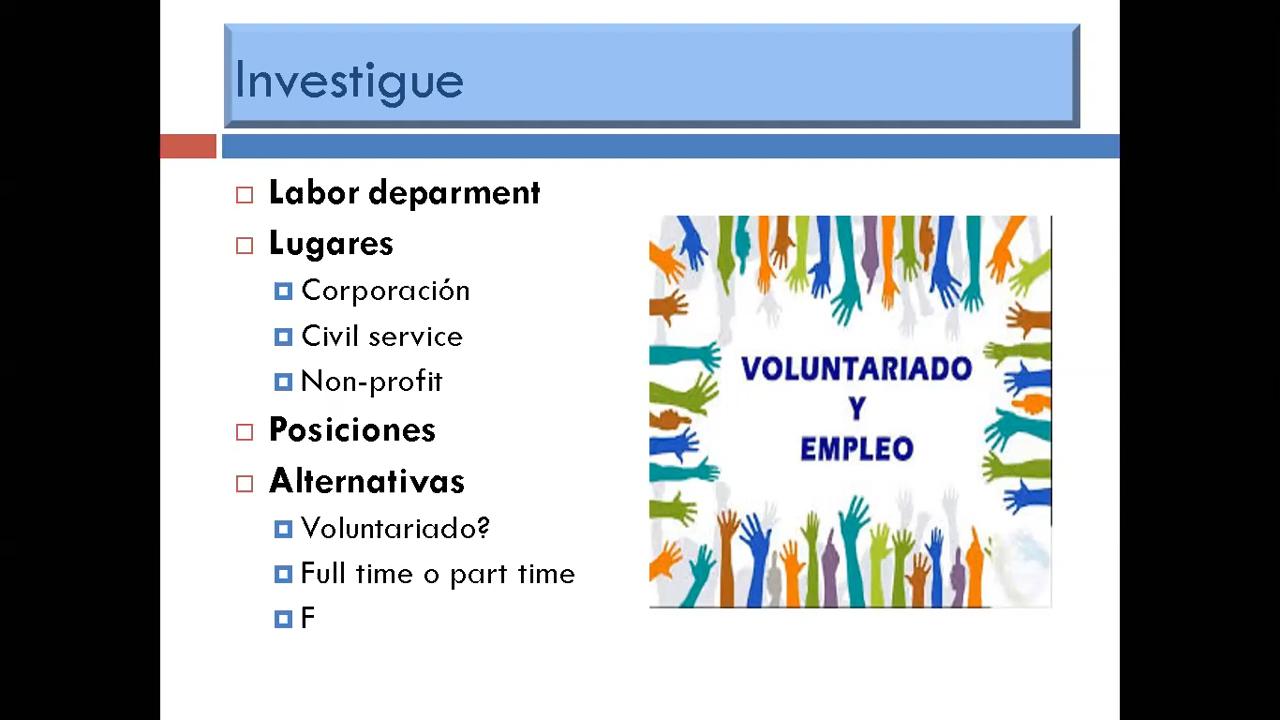 Investigue
Labor deparment
Lugares
Corporación
Civil service
Non-profit
Posiciones
Alternativas
Voluntariado?
Full time o part time
F
VOLUNTARIADO
Y
EMPLEO